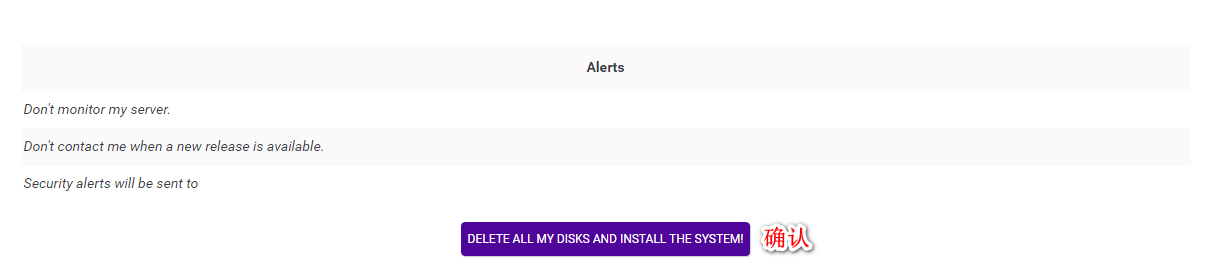 Alerts
Don't monitor my server.
Don't contact me when a new release is available.
Security alerts will be sent to
DELETE ALL MY DISKS AND INSTALL THE SYSTEM! 确认